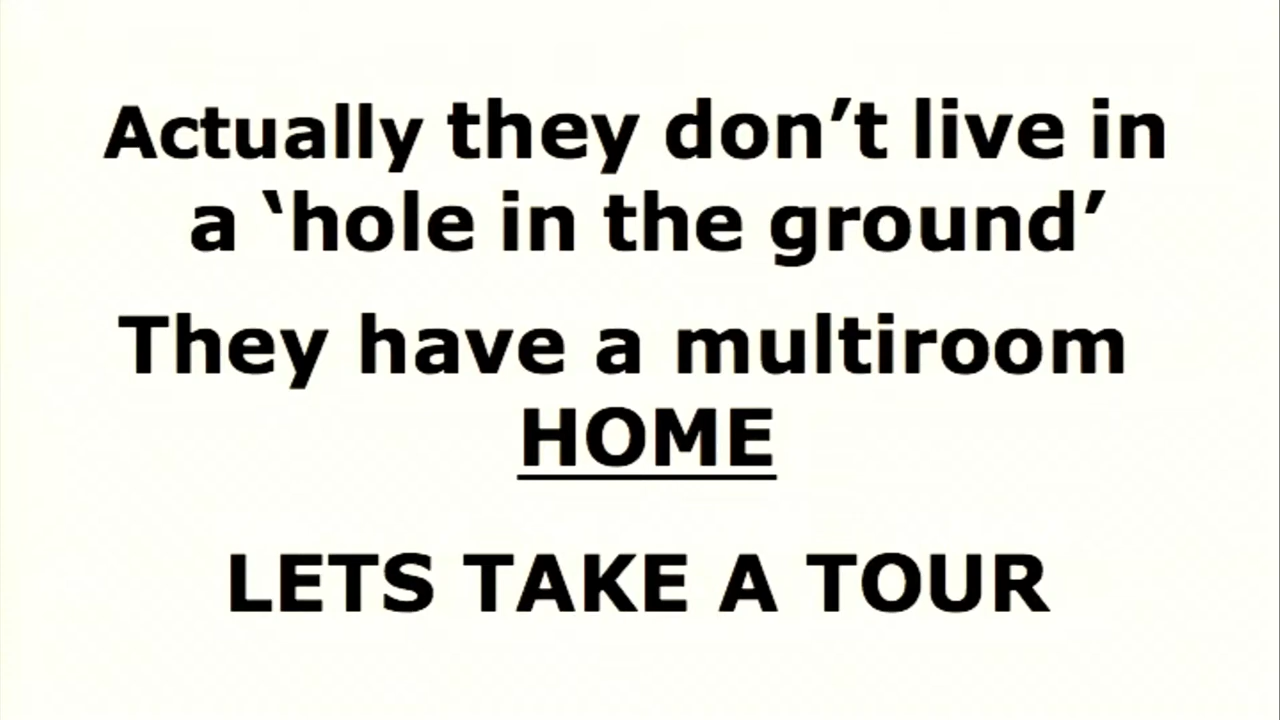 Actually they don’t live in
a ‘hole in the ground’
They have a multiroom
HOME
LETS TAKE A TOUR